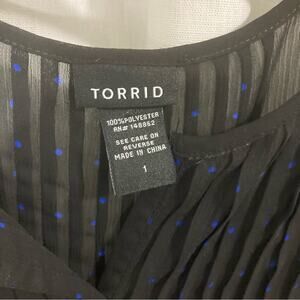 TORRID
100%POLYESTER
RN# 148862
SEE CARE ON
REVERSE
MADE IN CHINA
1